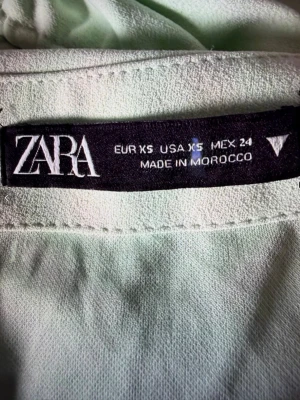 ZARA
EUR XS USA XS MEX 24
MADE IN MOROCCO